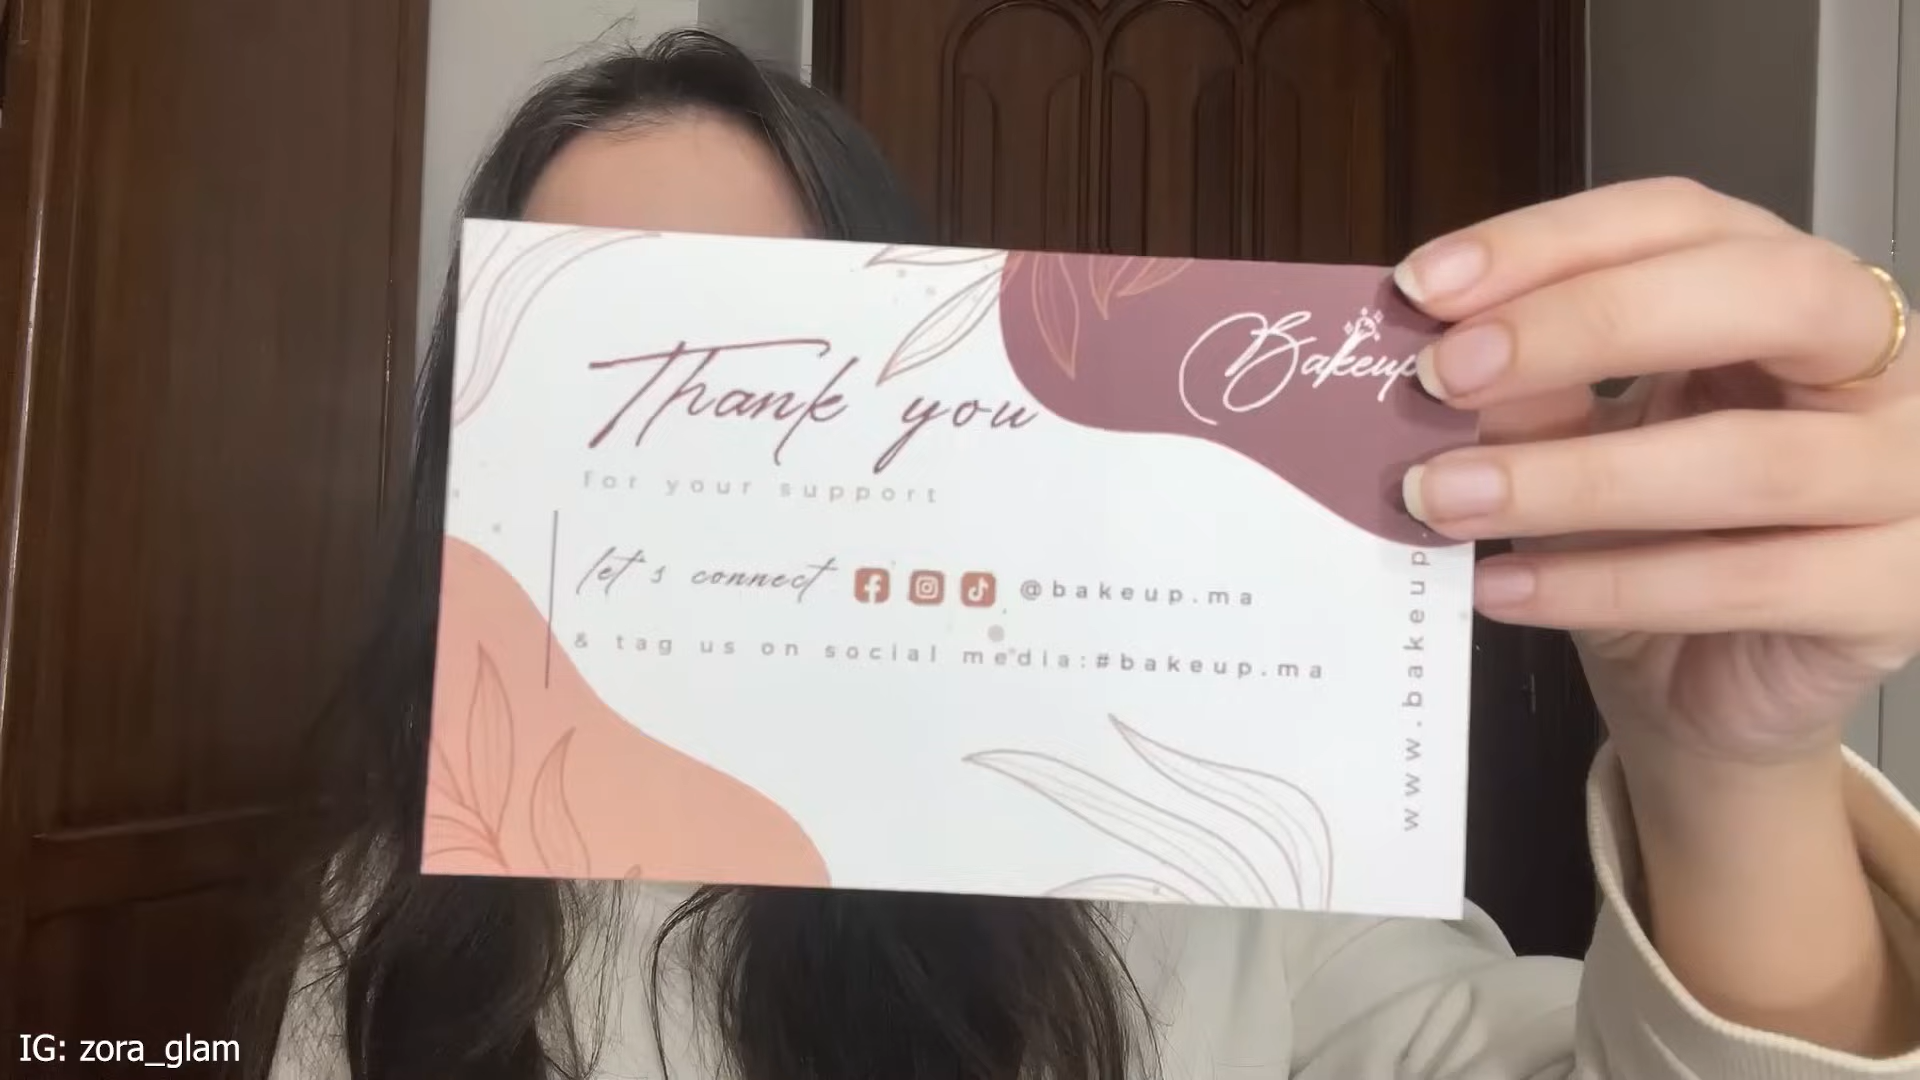 Bakeup
Thank you
for your support
let's connect @bakeup.ma
& tag us on social media:#bakeup.ma
www.bakeup.
IG: zora_glam